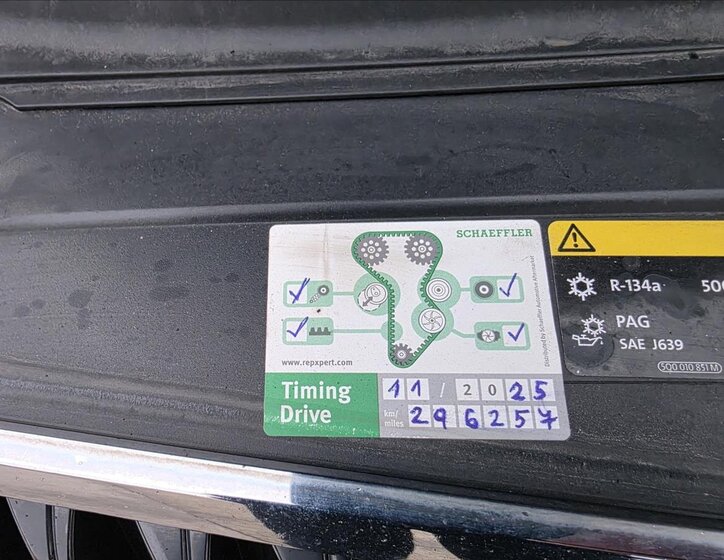 SCHAEFFLER
www.repxpert.com
Distributed by Schaeffler Automotive Aftermarket
Timing
Drive
11 / 2025
km/
miles
296257
R-134a 500
PAG
SAE J639
5Q0 010 851 M